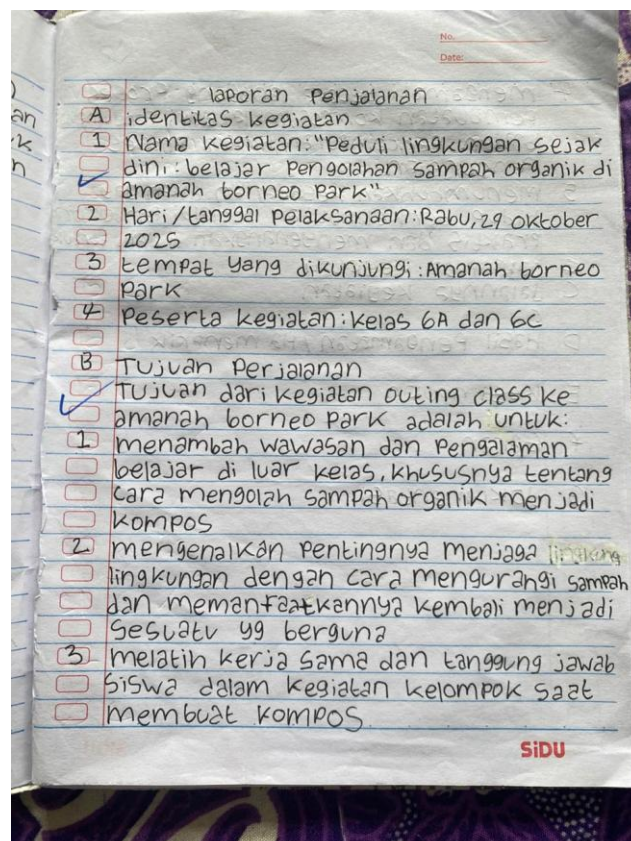 No.
Date:
laporan Penjalanan
A identitas kegiatan
1 Nama kegiatan: "Peduli lingkungan sejak
dini: belajar Pengolahan sampah organik di
amanah borneo Park"
2 Hari/tanggal Pelaksanaan: Rabu, 29 oktober
2025
3 tempat yang dikunjungi: Amanah borneo
Park
4 Peserta kegiatan: kelas 6A dan 6C
B Tujuan Perjalanan
Tujuan dari kegiatan outing class ke
amanah borneo Park adalah untuk:
1 menambah wawasan dan Pengalaman
belajar di luar kelas, khususnya tentang
cara mengolah sampah organik menjadi
kompos
2 mengenalkan Pentingnya menjaga
lingkungan dengan cara mengurangi sampah
dan memanfaatkannya kembali menjadi
sesuatu yg berguna
3 melatih kerja sama dan tanggung jawab
siswa dalam kegiatan kelompok saat
membuat kompos
SiDU